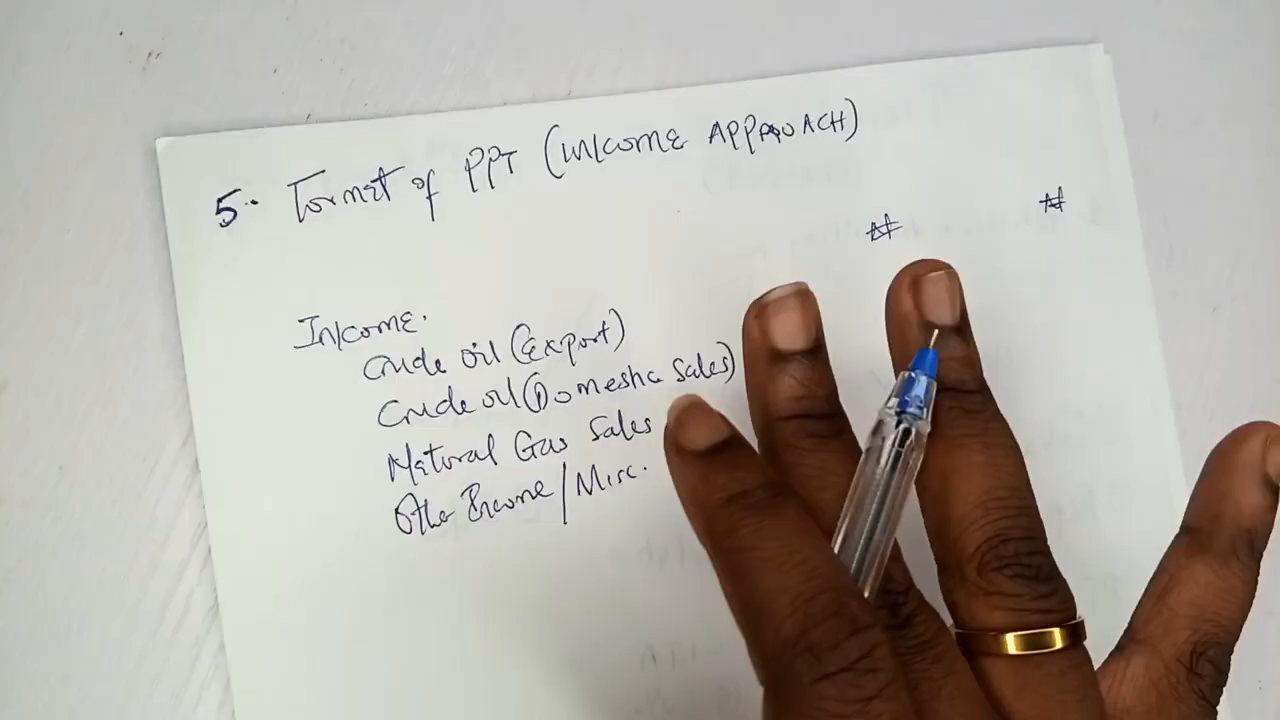 5. Format of PPT (INCOME APPROACH)
₦ ₦
Income.
Crude oil (Export)
Crude oil (Domestic Sales)
Natural Gas Sales
Other Income/Misc.